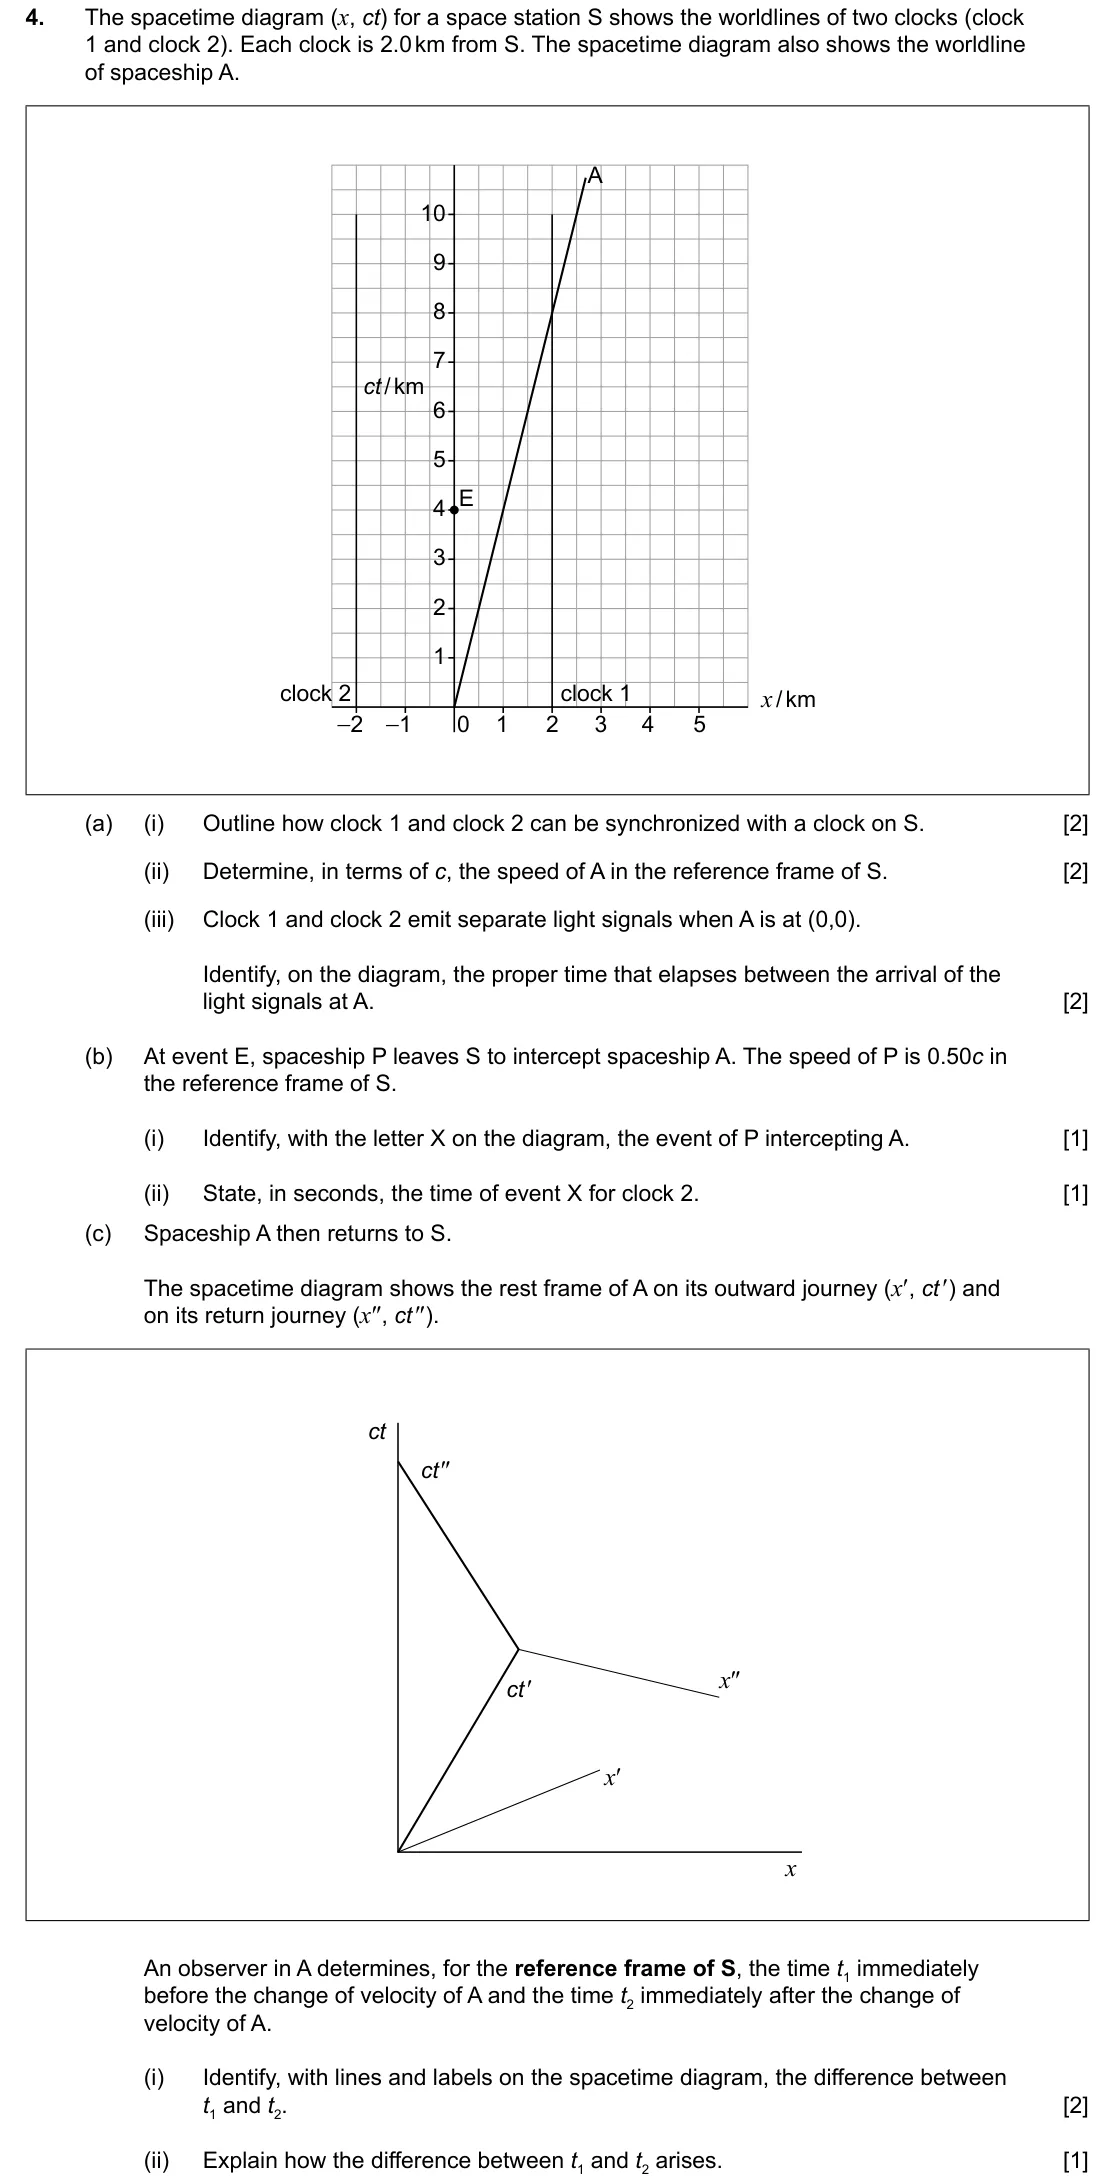 4. The spacetime diagram (x, ct) for a space station S shows the worldlines of two clocks (clock
1 and clock 2). Each clock is 2.0 km from S. The spacetime diagram also shows the worldline
of spaceship A.
A
10
9
8
7
ct / km
6
5
E
4
3
2
1
clock 2
clock 1
x / km
–2 –1 0 1 2 3 4 5
(a) (i) Outline how clock 1 and clock 2 can be synchronized with a clock on S. [2]
(ii) Determine, in terms of c, the speed of A in the reference frame of S. [2]
(iii) Clock 1 and clock 2 emit separate light signals when A is at (0,0).
Identify, on the diagram, the proper time that elapses between the arrival of the
light signals at A. [2]
(b) At event E, spaceship P leaves S to intercept spaceship A. The speed of P is 0.50c in
the reference frame of S.
(i) Identify, with the letter X on the diagram, the event of P intercepting A. [1]
(ii) State, in seconds, the time of event X for clock 2. [1]
(c) Spaceship A then returns to S.
The spacetime diagram shows the rest frame of A on its outward journey (x′, ct′) and
on its return journey (x″, ct″).
ct
ct″
x″
ct′
x′
x
An observer in A determines, for the reference frame of S, the time t₁ immediately
before the change of velocity of A and the time t₂ immediately after the change of
velocity of A.
(i) Identify, with lines and labels on the spacetime diagram, the difference between
t₁ and t₂. [2]
(ii) Explain how the difference between t₁ and t₂ arises. [1]